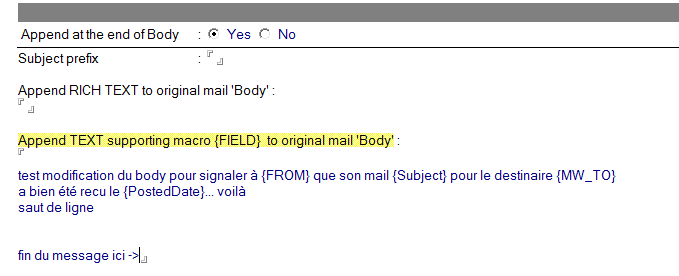 Append at the end of Body : Yes No
Subject prefix :
Append RICH TEXT to original mail 'Body' :
Append TEXT supporting macro {FIELD} to original mail 'Body' :
test modification du body pour signaler à {FROM} que son mail {Subject} pour le destinaire {MW_TO}
a bien été recu le {PostedDate}... voilà
saut de ligne
fin du message ici ->